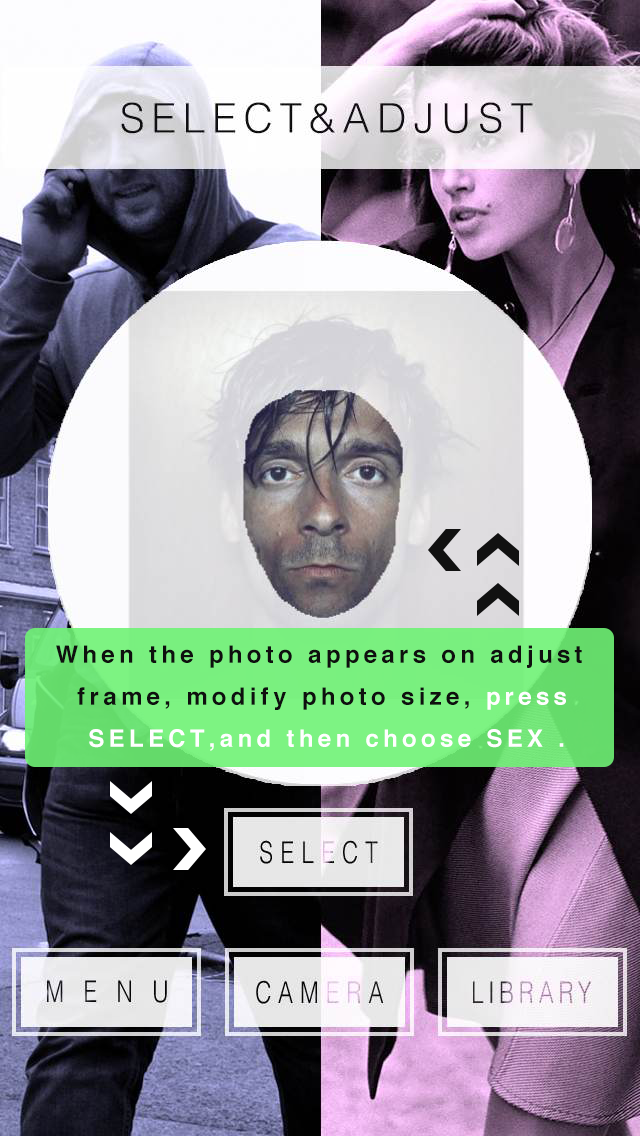 SELECT&ADJUST
When the photo appears on adjust
frame, modify photo size, press
SELECT,and then choose SEX .
SELECT
MENU
CAMERA
LIBRARY